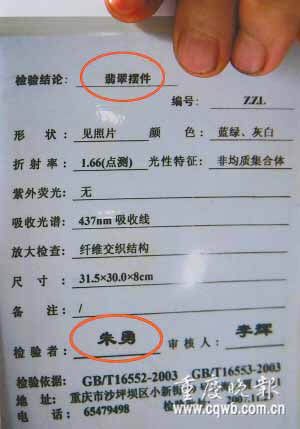 检验结论: 翡翠摆件
编号: ZZL
形 状: 见照片 颜 色: 蓝绿、灰白
折 射 率: 1.66(点测) 光性特征: 非均质集合体
紫外荧光: 无
吸收光谱: 437nm 吸收线
放大检查: 纤维交织结构
尺 寸: 31.5×30.0×8cm
备 注: /
检 验 者: 朱勇 审 核 人: 李辉
检验依据: GB/T16552-2003 GB/T16553-2003
地 址: 重庆市沙坪坝区小新街
电 话: 65479498
重庆晚报
www.cqwb.com.cn